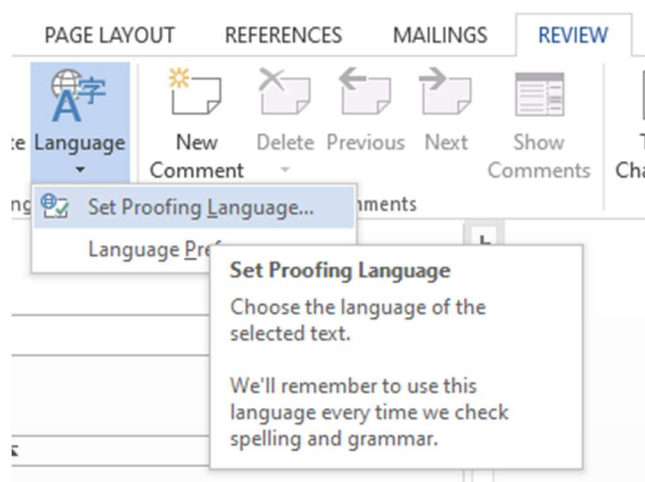 PAGE LAYOUT REFERENCES MAILINGS REVIEW
Language New Comment Delete Previous Next Show Comments
Set Proofing Language...
Language
Set Proofing Language
Choose the language of the
selected text.
We'll remember to use this
language every time we check
spelling and grammar.